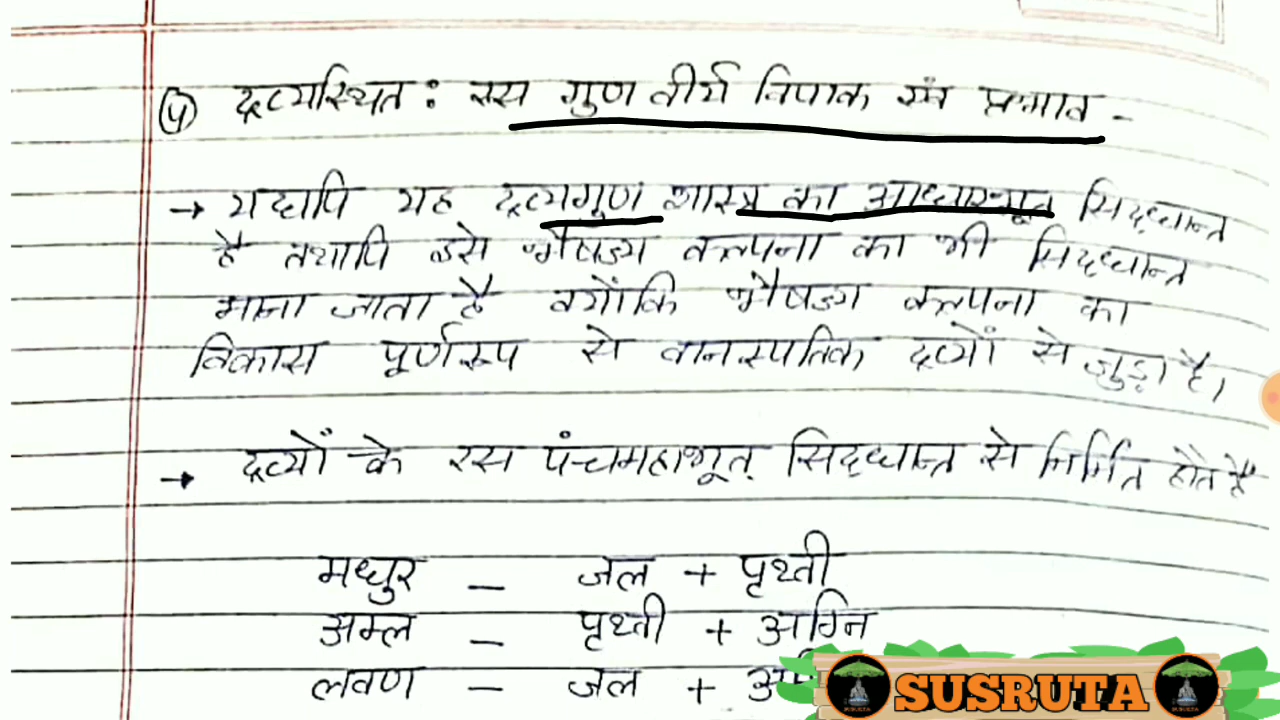 ५) द्रव्यस्थित: रस गुण वीर्य विपाक एवं प्रभाव -
→ यद्यपि यह द्रव्यगुण शास्त्र का आधारभूत सिद्धान्त
है तथापि इसे भैषज्य कल्पना का भी सिद्धान्त
माना जाता है क्योंकि भैषज्य कल्पना का
विकास पूर्णरूप से वानस्पतिक द्रव्यों से जुड़ा है।
→ द्रव्यों के रस पंचमहाभूत सिद्धान्त से निर्मित होते है
मधुर - जल + पृथ्वी
अम्ल - पृथ्वी + अग्नि
लवण - जल +
SUSRUTA